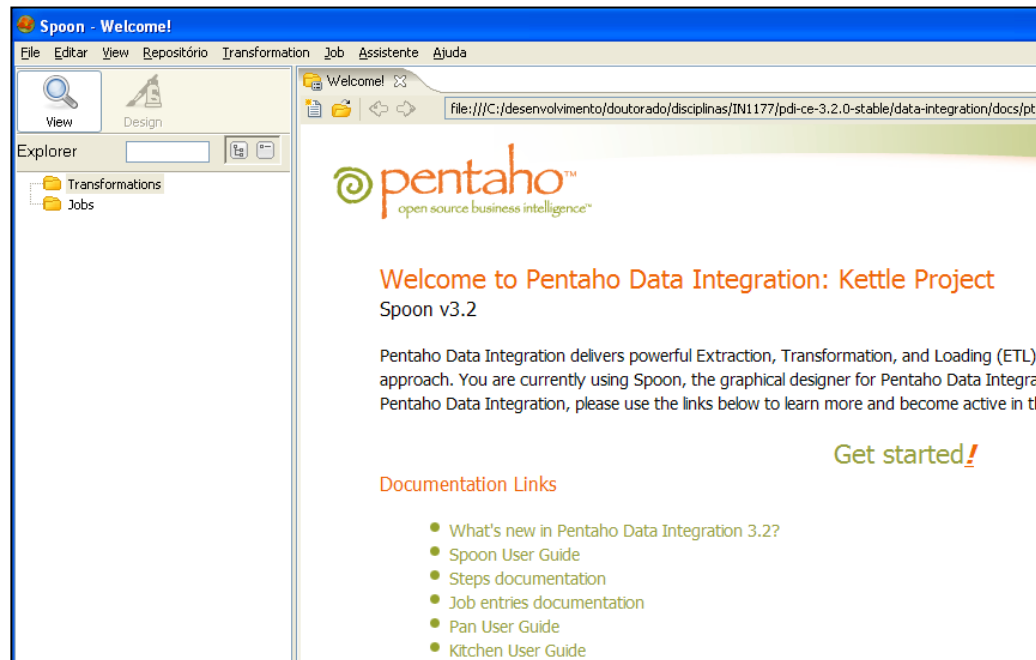 Spoon - Welcome!
File Editar View Repositório Transformation Job Assistente Ajuda
View Design
Explorer
Transformations
Jobs
Welcome!
file:///C:/desenvolvimento/doutorado/disciplinas/IN1177/pdi-ce-3.2.0-stable/data-integration/docs/pt
pentaho™
open source business intelligence™
Welcome to Pentaho Data Integration: Kettle Project
Spoon v3.2
Pentaho Data Integration delivers powerful Extraction, Transformation, and Loading (ETL)
approach. You are currently using Spoon, the graphical designer for Pentaho Data Integra
Pentaho Data Integration, please use the links below to learn more and become active in t
Get started!
Documentation Links
What's new in Pentaho Data Integration 3.2?
Spoon User Guide
Steps documentation
Job entries documentation
Pan User Guide
Kitchen User Guide